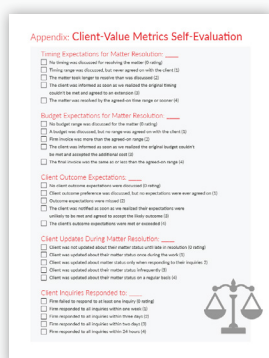 Appendix: Client-Value Metrics Self-Evaluation
Timing Expectations for Matter Resolution: _____
No timing was discussed for resolving the matter (0 rating)
Timing range was discussed, but never agreed on with the client (1)
The matter took longer to resolve than was discussed (2)
The client was informed as soon as we realised the original timing
couldn't be met and agreed to an extension (3)
The matter was resolved by the agreed-on time range or sooner (4)
Budget Expectations for Matter Resolution: _____
No budget range was discussed for the matter (0 rating)
A budget was discussed, but no range was agreed on with the client (1)
Final invoice was more than the agreed-on range (2)
The client was informed as soon as we realised the original budget couldn't
be met and accepted the additional cost (3)
The final invoice was the same as or less than the agreed-on range (4)
Client Outcome Expectations: _____
No client outcome expectations were discussed (0 rating)
Client outcome preference was discussed, but no expectations were ever agreed on (1)
Outcome expectations were missed (2)
The client was notified as soon as we realised their expectations were
unlikely to be met and agreed to accept the likely outcome (3)
The client's outcome expectations were met or exceeded (4)
Client Updates During Matter Resolution: _____
Client was not updated about their matter status until late in resolution (0 rating)
Client was updated about their matter status once during the work (1)
Client was updated about matter status only when responding to their inquiries (2)
Client was updated about their matter status infrequently (3)
Client was updated about their matter status on a regular basis (4)
Client Inquiries Responded to: _____
Firm failed to respond to at least one inquiry (0 rating)
Firm responded to all inquiries within one week (1)
Firm responded to all inquiries within three days (2)
Firm responded to all inquiries within two days (3)
Firm responded to all inquiries within 24 hours (4)